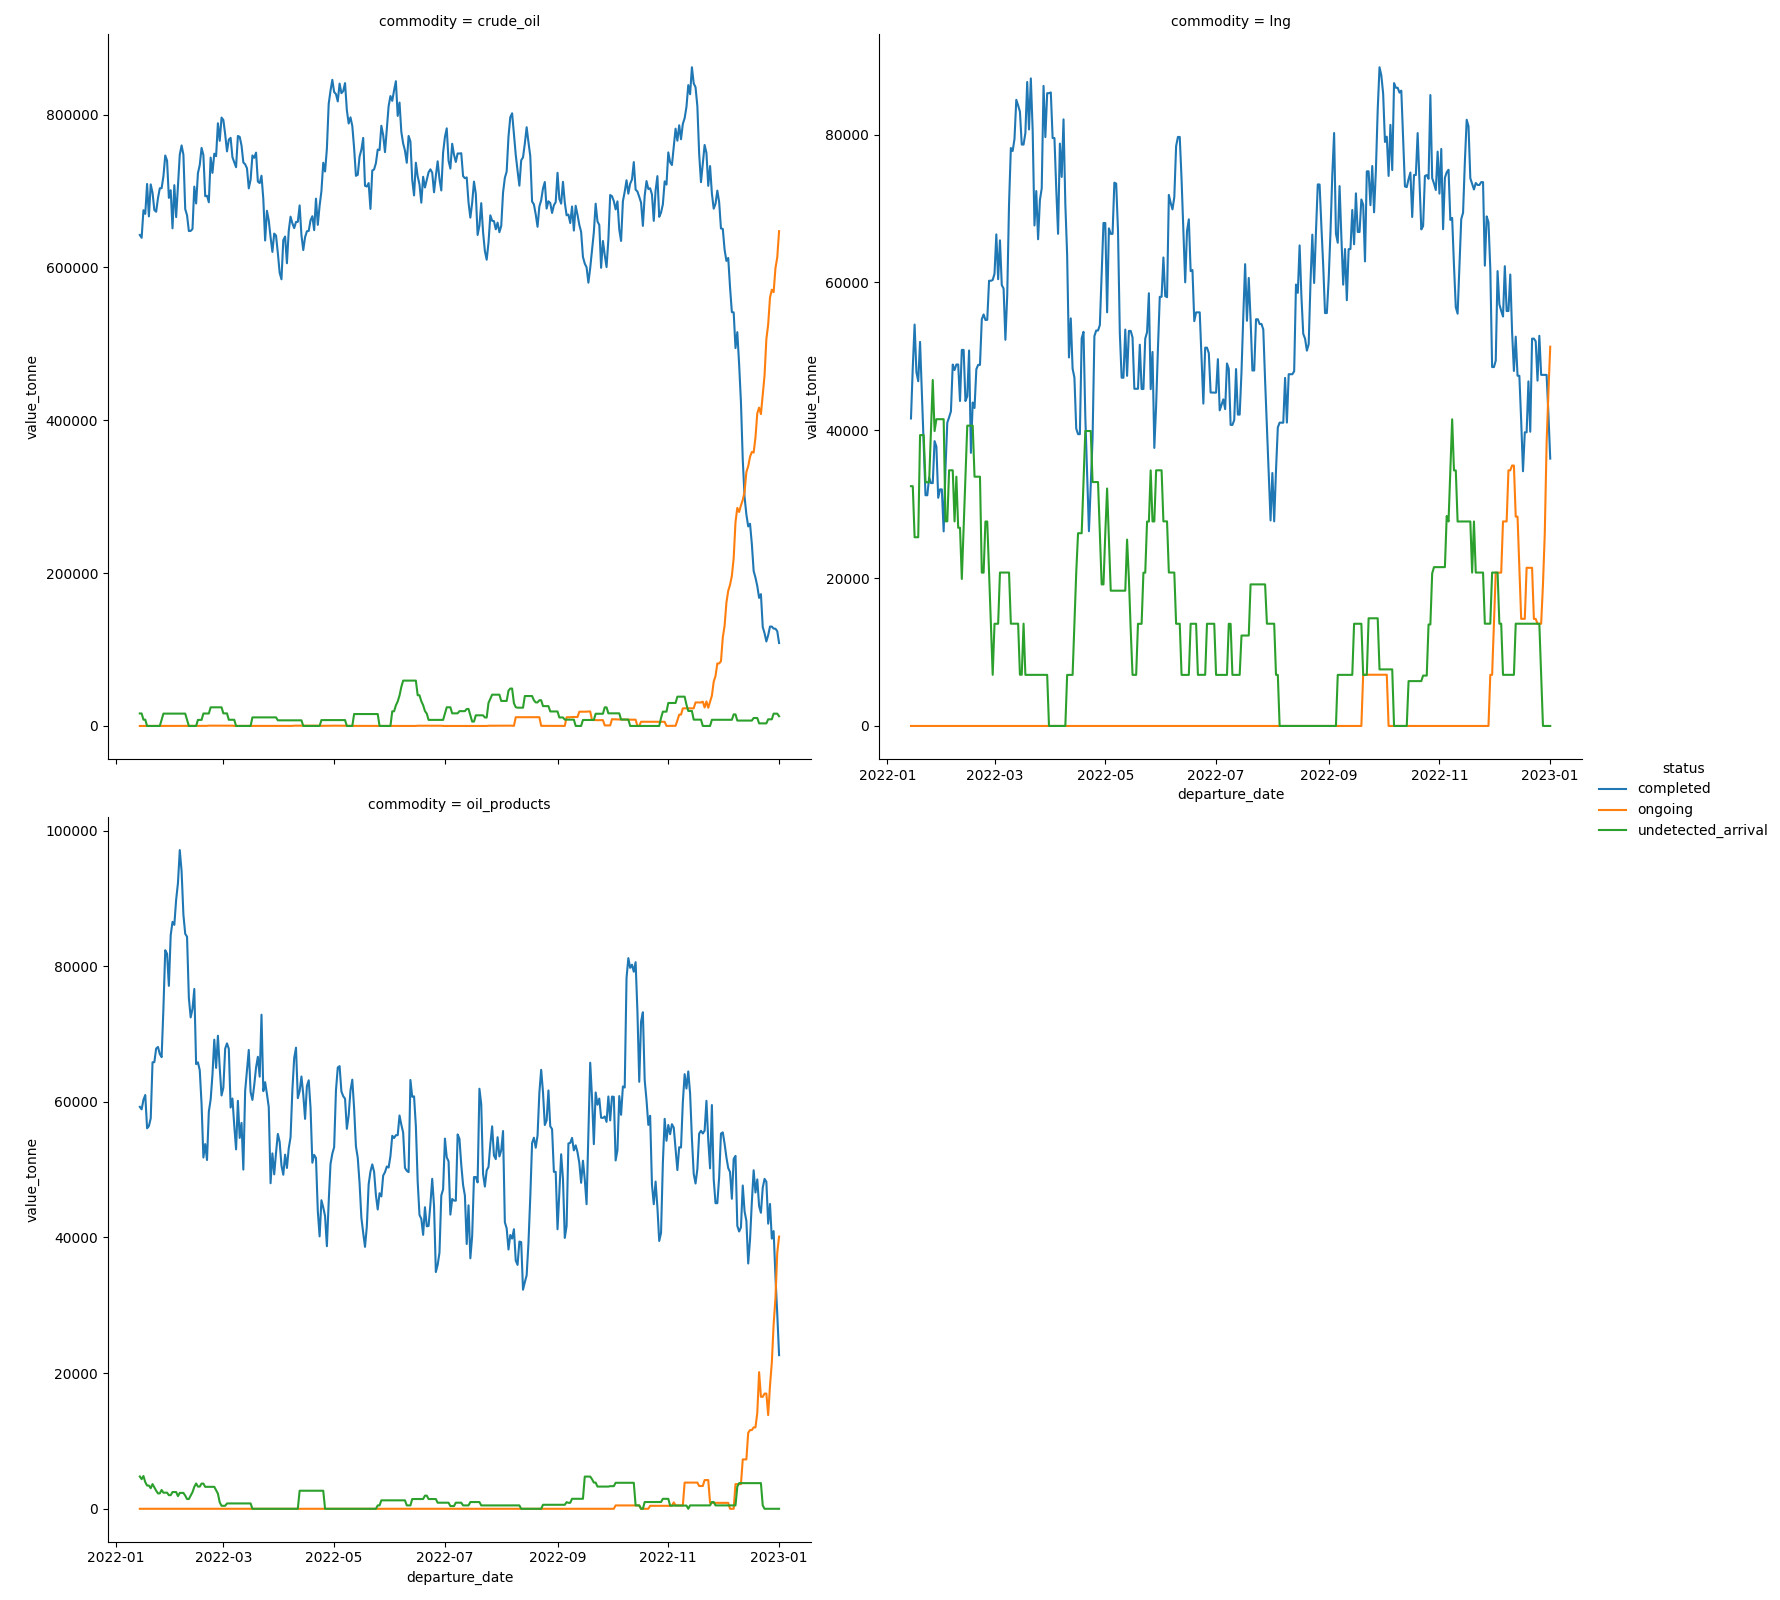 commodity = crude_oil
value_tonne
800000
600000
400000
200000
0
commodity = lng
value_tonne
80000
60000
40000
20000
0
2022-01
2022-03
2022-05
2022-07
2022-09
2022-11
2023-01
departure_date
status
completed
ongoing
undetected_arrival
commodity = oil_products
value_tonne
100000
80000
60000
40000
20000
0
2022-01
2022-03
2022-05
2022-07
2022-09
2022-11
2023-01
departure_date